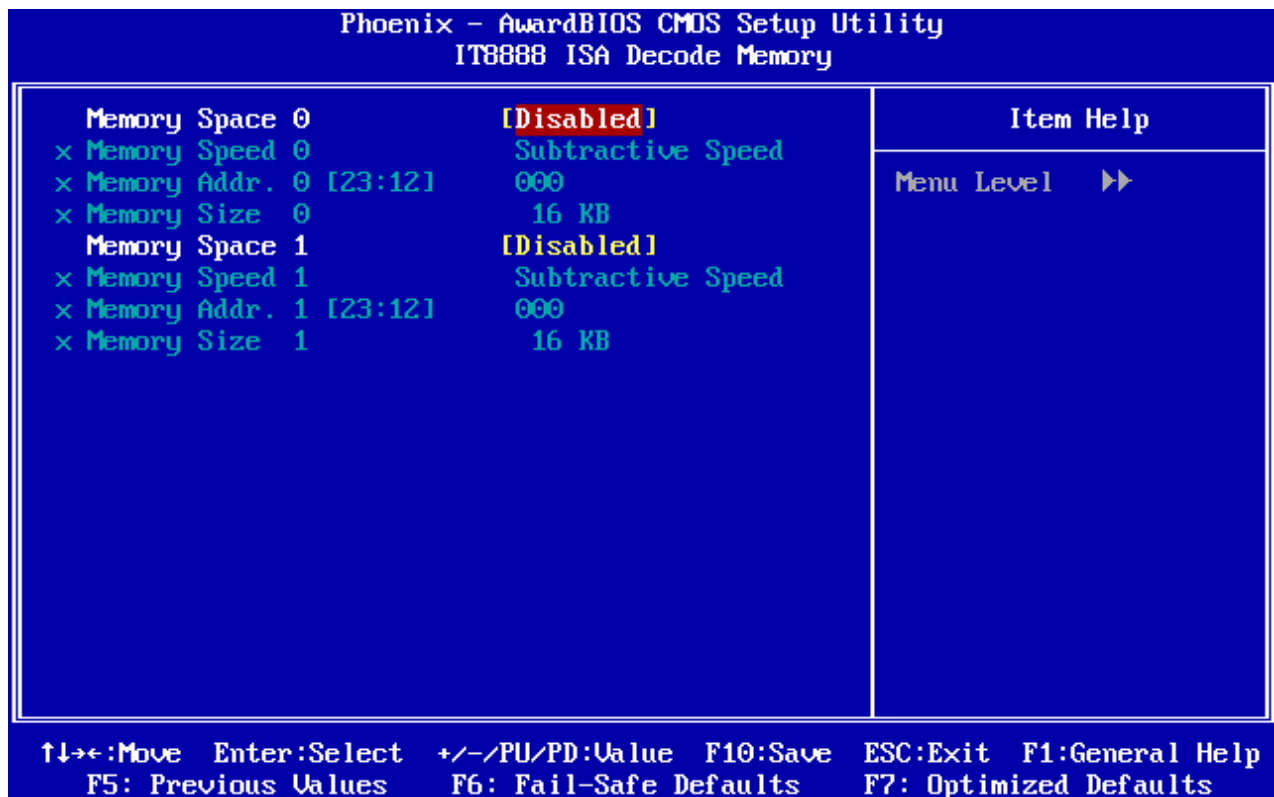 Phoenix - AwardBIOS CMOS Setup Utility
IT8888 ISA Decode Memory
Memory Space 0 [Disabled]
x Memory Speed 0 Subtractive Speed
x Memory Addr. 0 [23:12] 000
x Memory Size 0 16 KB
Memory Space 1 [Disabled]
x Memory Speed 1 Subtractive Speed
x Memory Addr. 1 [23:12] 000
x Memory Size 1 16 KB
Item Help
Menu Level ▶▶
↑↓→←:Move Enter:Select +/-/PU/PD:Value F10:Save ESC:Exit F1:General Help
F5: Previous Values F6: Fail-Safe Defaults F7: Optimized Defaults